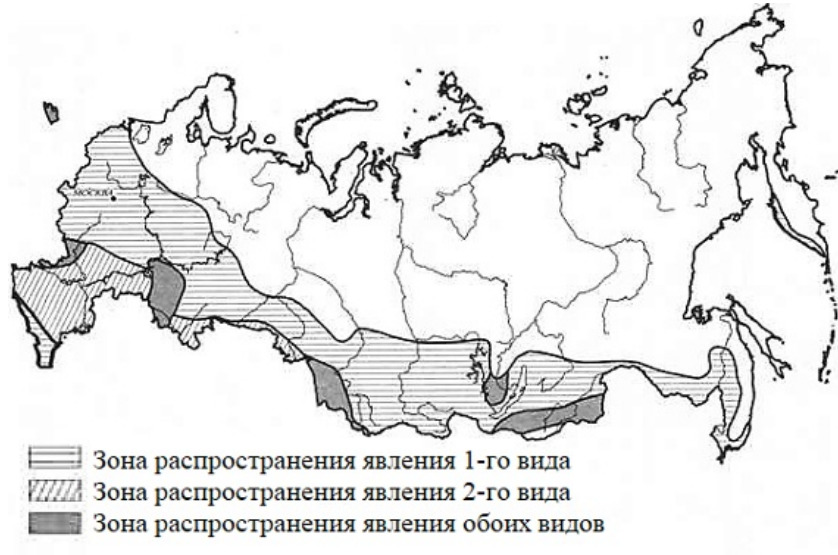 МОСКВА
Зона распространения явления 1-го вида
Зона распространения явления 2-го вида
Зона распространения явления обоих видов